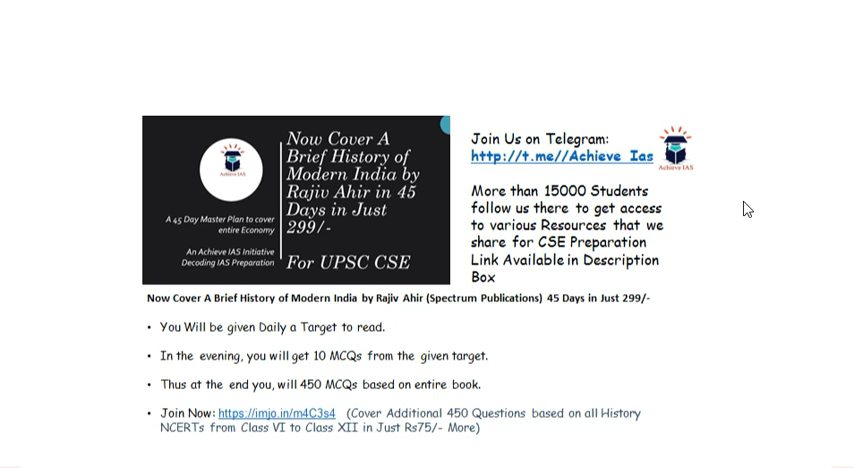 Now Cover A
Brief History of
Modern India by
Rajiv Ahir in 45
Days in Just
299/-
For UPSC CSE
Achieve IAS
A 45 Day Master Plan to cover
entire Economy
An Achieve IAS Initiative
Decoding IAS Preparation
Join Us on Telegram:
http://t.me//Achieve_Ias
Achieve IAS
More than 15000 Students
follow us there to get access
to various Resources that we
share for CSE Preparation
Link Available in Description
Box
Now Cover A Brief History of Modern India by Rajiv Ahir (Spectrum Publications) 45 Days in Just 299/-
• You Will be given Daily a Target to read.
• In the evening, you will get 10 MCQs from the given target.
• Thus at the end you, will 450 MCQs based on entire book.
• Join Now: https://imjo.in/m4C3s4 (Cover Additional 450 Questions based on all History
NCERTs from Class VI to Class XII in Just Rs75/- More)